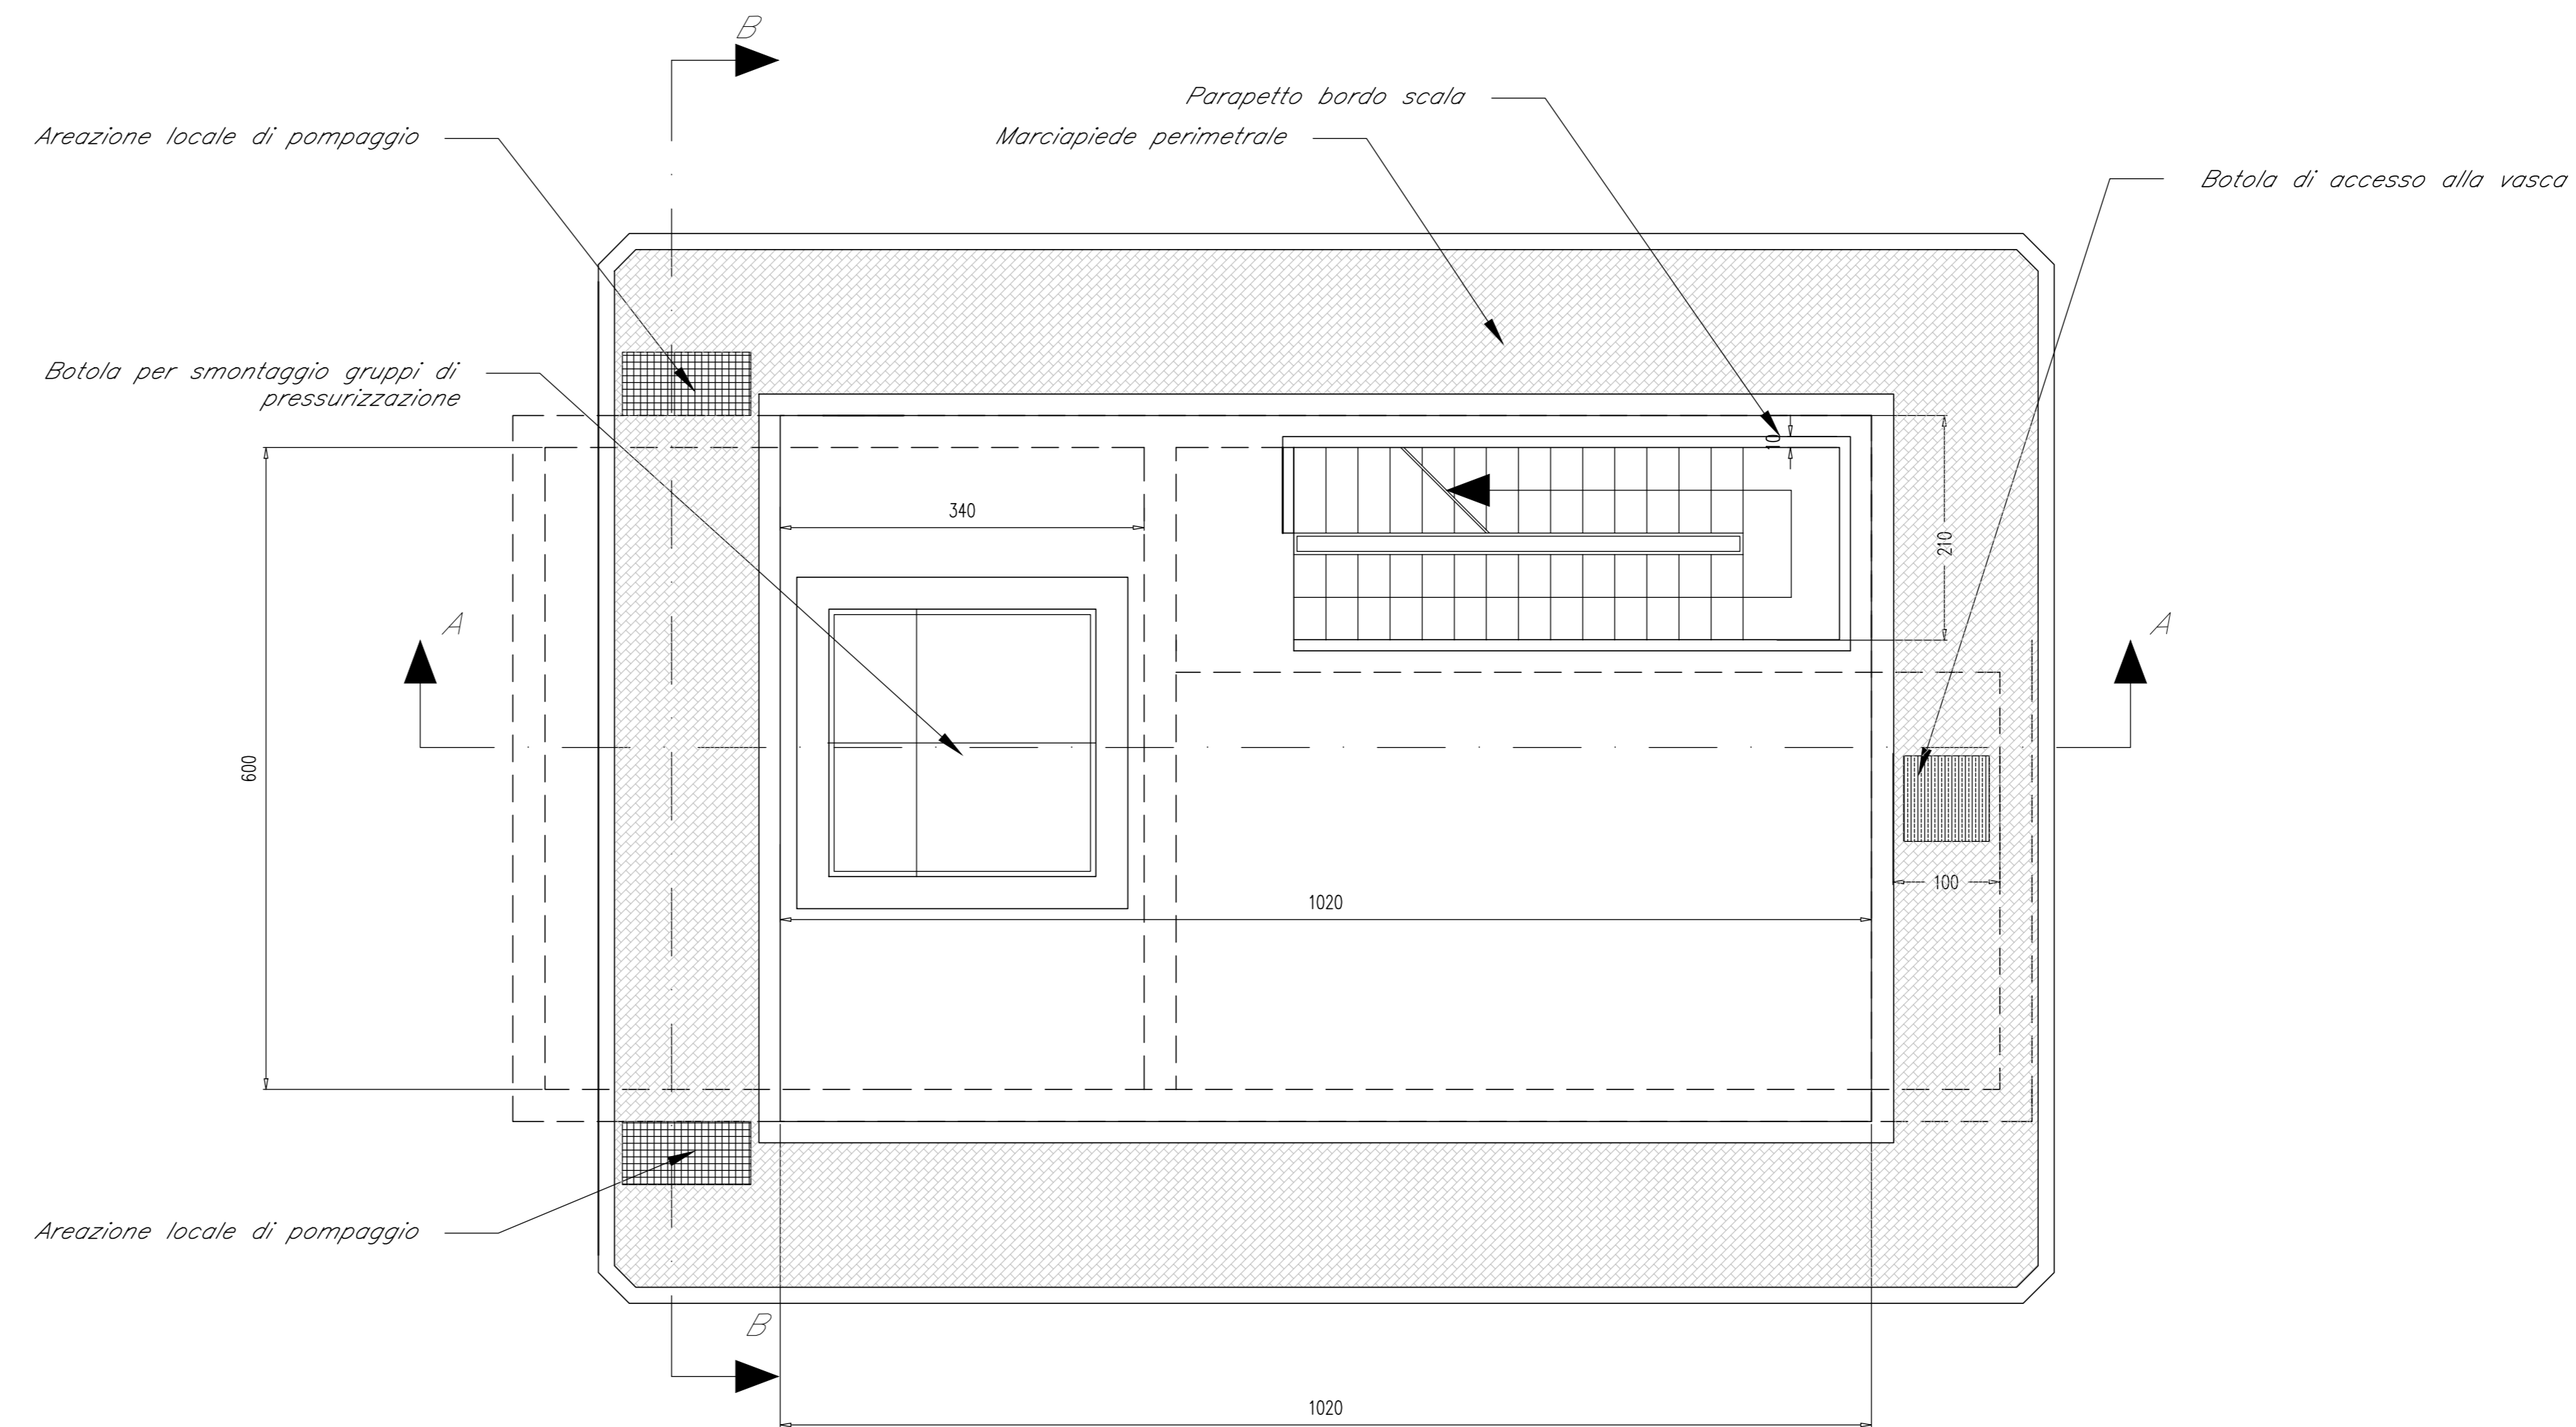 B
Parapetto bordo scala
Areazione locale di pompaggio
Marciapiede perimetrale
Botola di accesso alla vasca
Botola per smontaggio gruppi di
pressurizzazione
10
340
210
A
A
600
100
1020
Areazione locale di pompaggio
B
1020